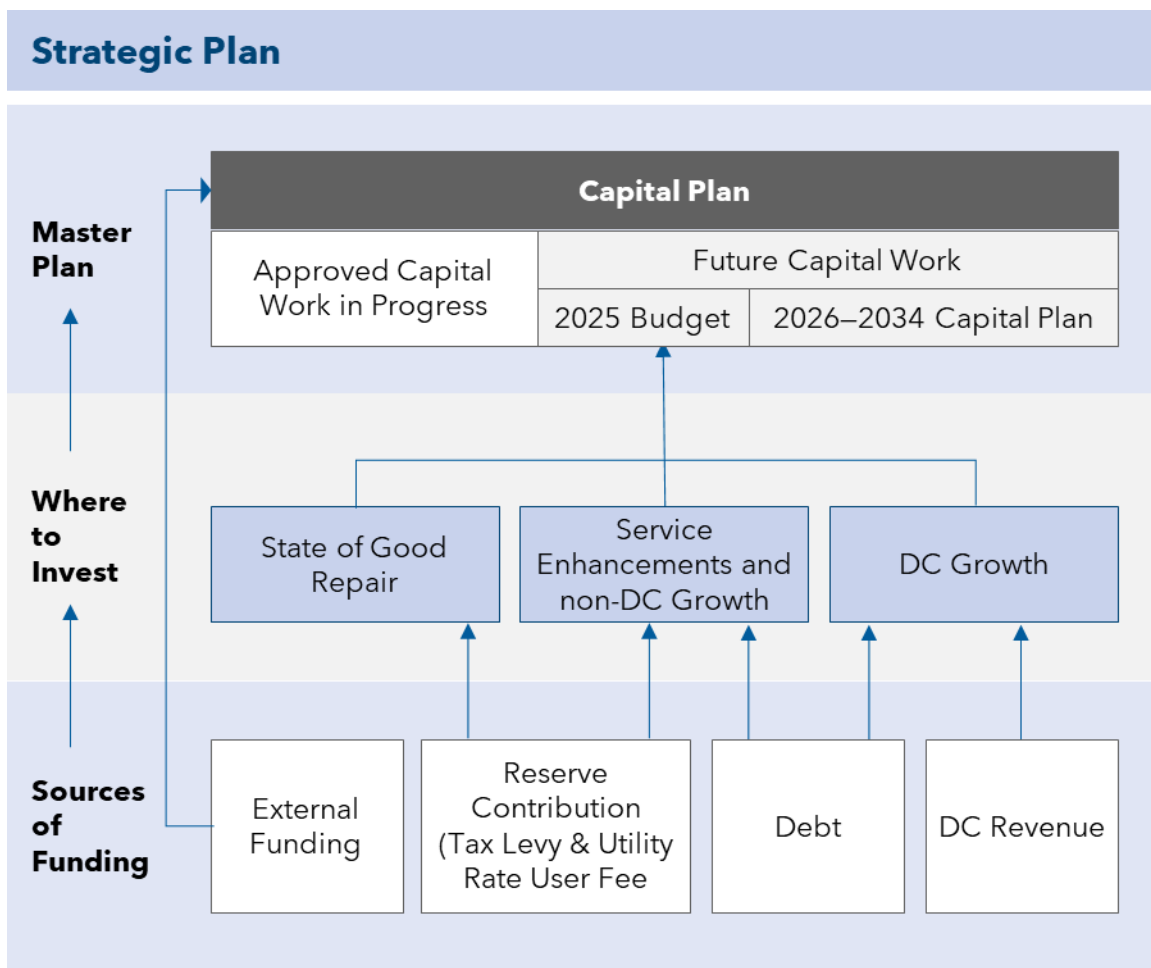 Strategic Plan
Master
Plan
Capital Plan
Approved Capital
Work in Progress
Future Capital Work
2025 Budget
2026–2034 Capital Plan
Where
to
Invest
State of Good
Repair
Service
Enhancements and
non-DC Growth
DC Growth
Sources
of
Funding
External
Funding
Reserve
Contribution
(Tax Levy & Utility
Rate User Fee
Debt
DC Revenue